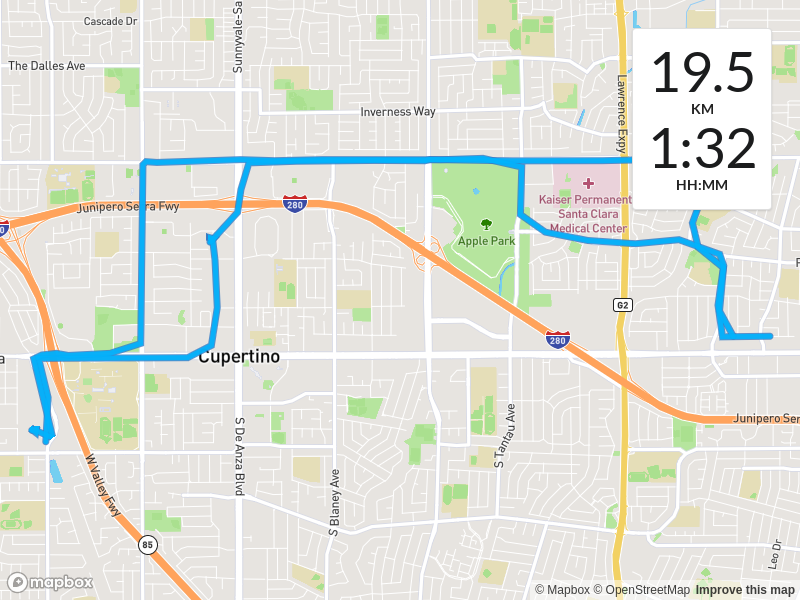 Cascade Dr
Sunnyvale-Sa
The Dalles Ave
Inverness Way
Lawrence Expy
19.5
KM
1:32
HH:MM
Junipero Serra Fwy
280
Kaiser Permanent
Santa Clara
Medical Center
Apple Park
G2
280
Cupertino
S De Anza Blvd
S Blaney Ave
S Tantau Ave
Junipero Ser
W Valley Fwy
85
Leo Dr
mapbox
© Mapbox © OpenStreetMap Improve this map